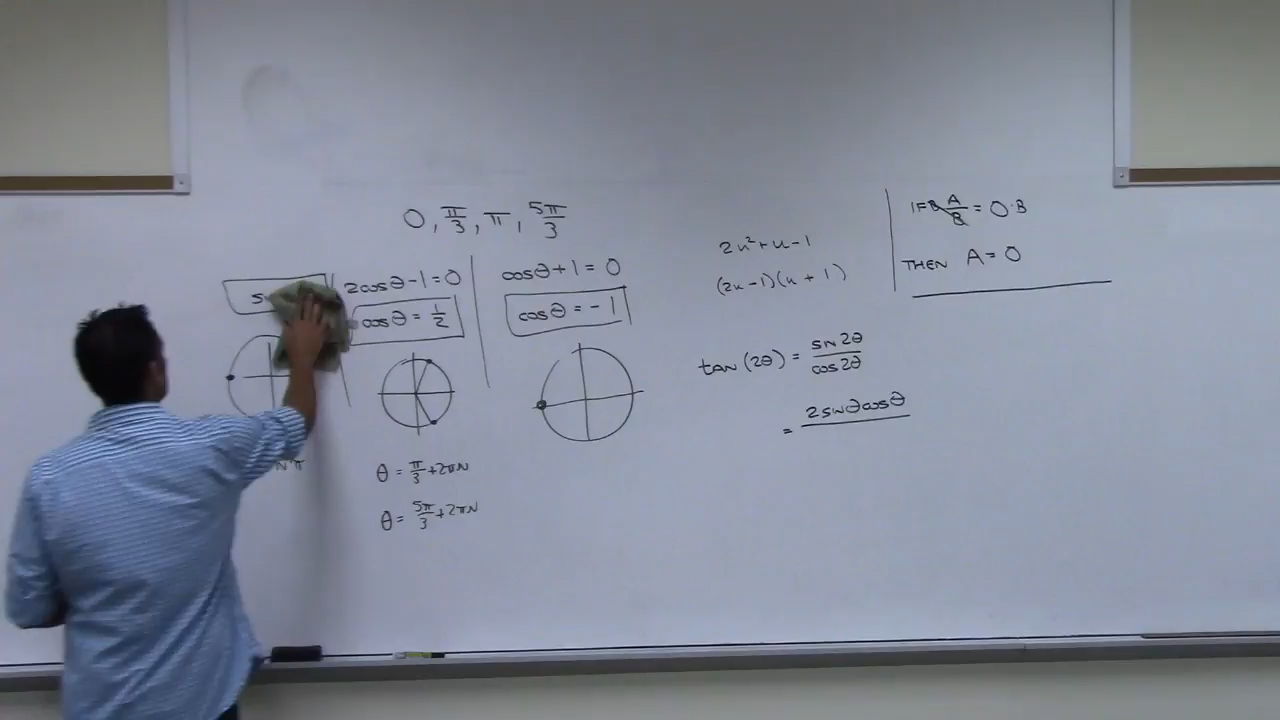 0, π/3, π, 5π/3
2cosθ-1=0
cosθ = 1/2
θ = π/3 + 2πN
θ = 5π/3 + 2πN
Nπ
cosθ+1=0
cosθ = -1
2u²+u-1
(2u-1)(u+1)
tan(2θ) = sin2θ/cos2θ
= 2sinθcosθ
IF A/B = 0·B
THEN A=0